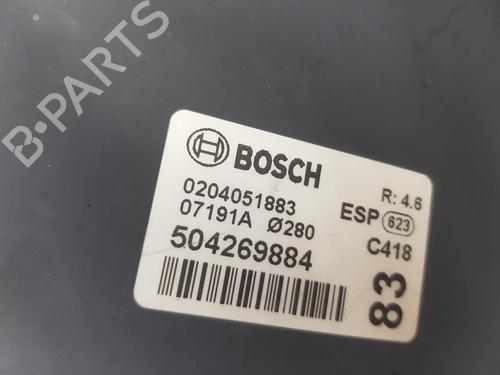 B-PARTS
BOSCH
0204051883
07191A Ø280
504269884
R: 4.6
ESP 623
C418
83